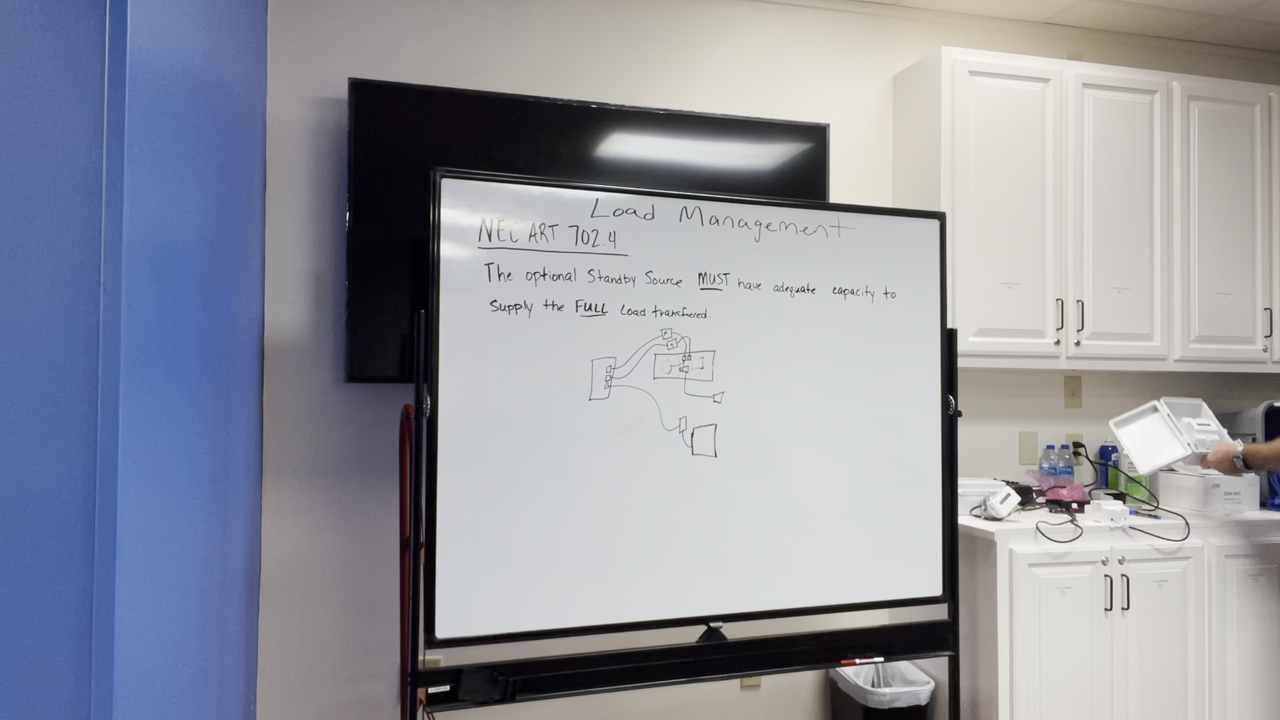 Load Management
NEC ART 702.4
The optional Standby Source MUST have adequate capacity to
Supply the FULL Load transfered.